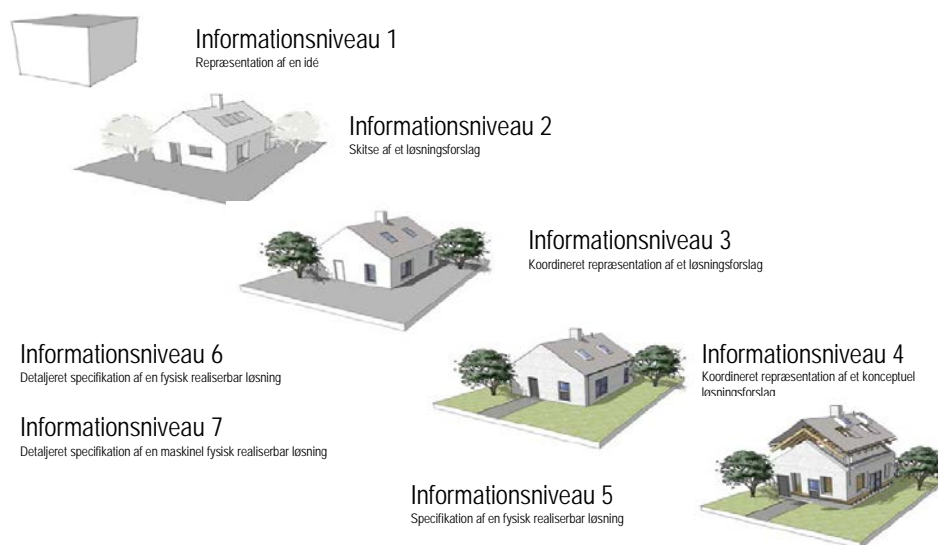 Informationsniveau 1
Repræsentation af en idé
Informationsniveau 2
Skitse af et løsningsforslag
Informationsniveau 3
Koordineret repræsentation af et løsningsforslag
Informationsniveau 4
Koordineret repræsentation af et konceptuel
løsningsforslag
Informationsniveau 5
Specifikation af en fysisk realiserbar løsning
Informationsniveau 6
Detaljeret specifikation af en fysisk realiserbar løsning
Informationsniveau 7
Detaljeret specifikation af en maskinel fysisk realiserbar løsning